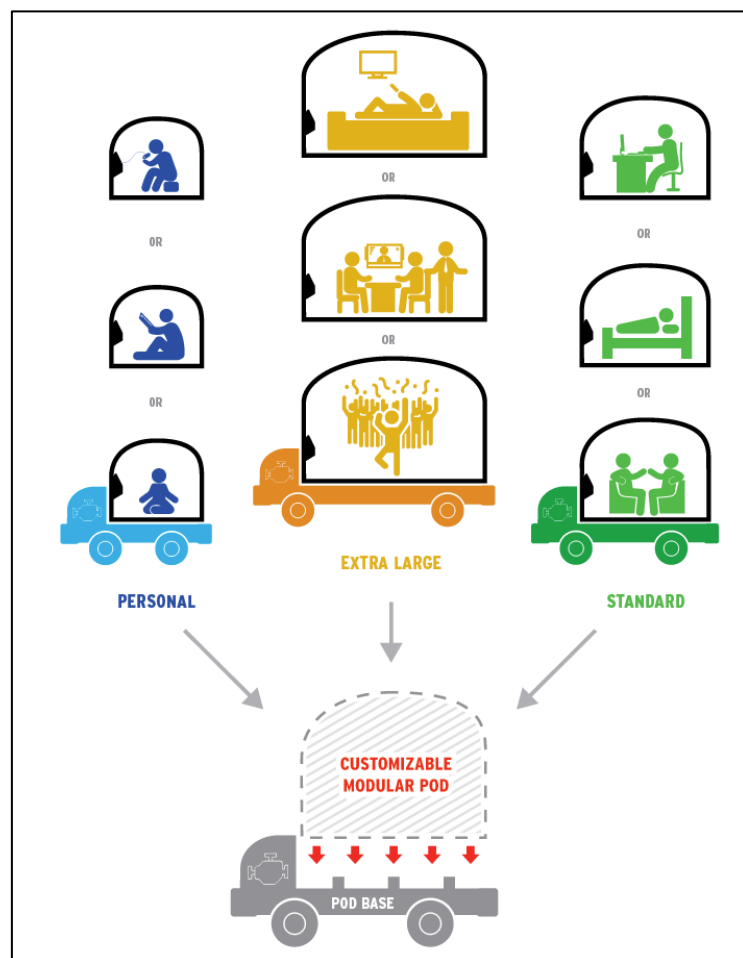 OR
OR
PERSONAL
OR
OR
EXTRA LARGE
OR
OR
STANDARD
CUSTOMIZABLE
MODULAR POD
POD BASE